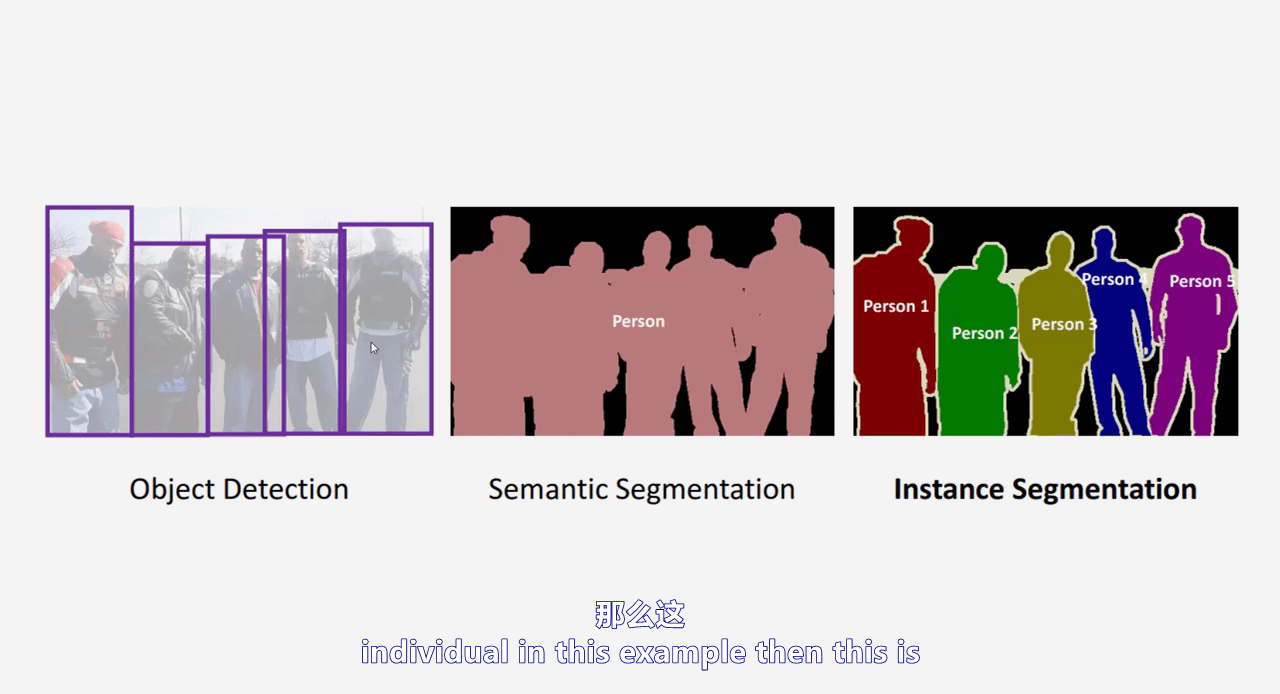 Person
Person 1
Person 2
Person 3
Person 4
Person 5
Object Detection
Semantic Segmentation
Instance Segmentation
那么这
individual in this example then this is